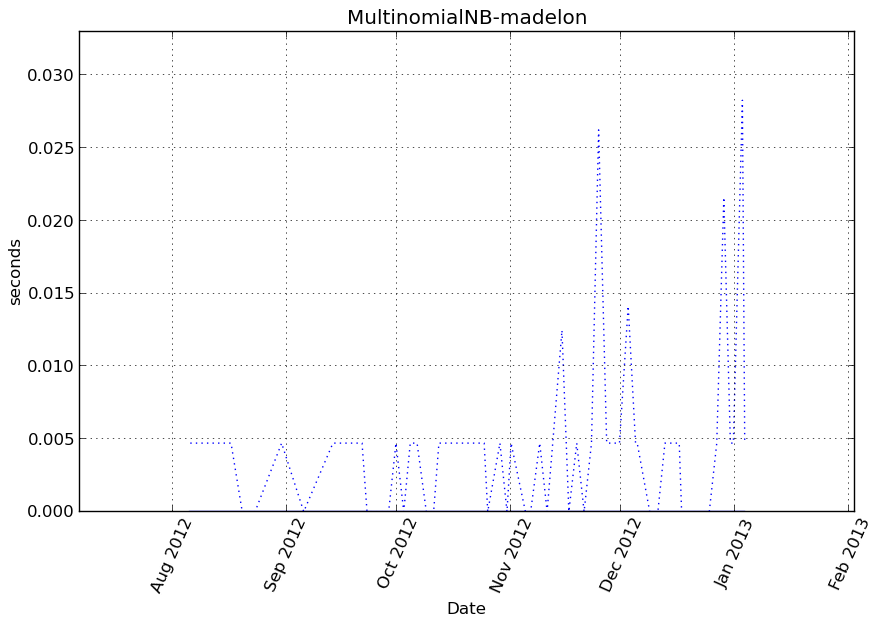 MultinomialNB-madelon
0.030
0.025
0.020
0.015
0.010
0.005
0.000
seconds
Aug 2012
Sep 2012
Oct 2012
Nov 2012
Dec 2012
Jan 2013
Feb 2013
Date